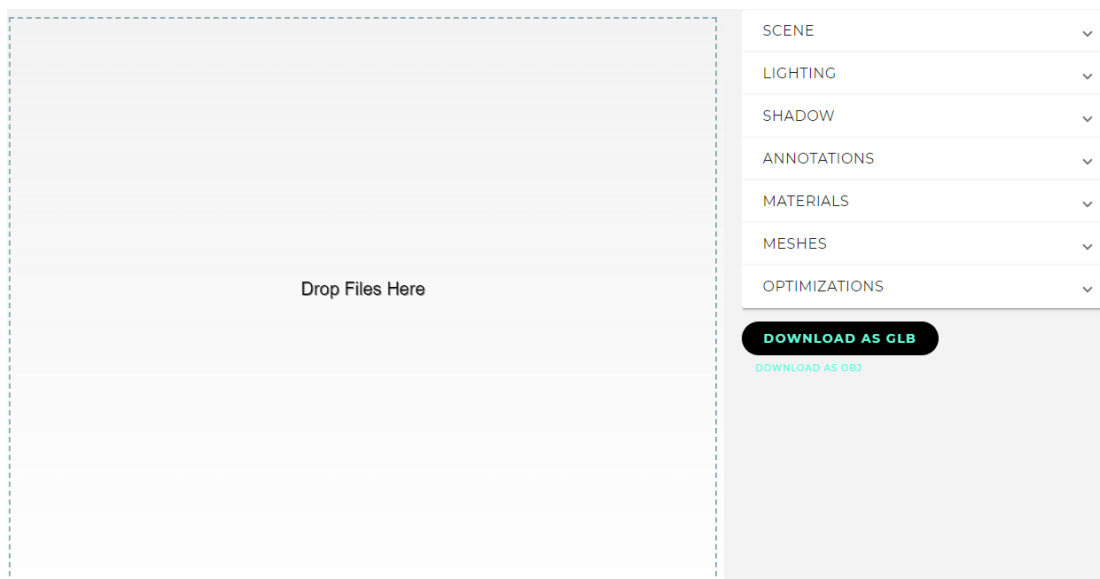 Drop Files Here
SCENE
LIGHTING
SHADOW
ANNOTATIONS
MATERIALS
MESHES
OPTIMIZATIONS
DOWNLOAD AS GLB
DOWNLOAD AS OBJ